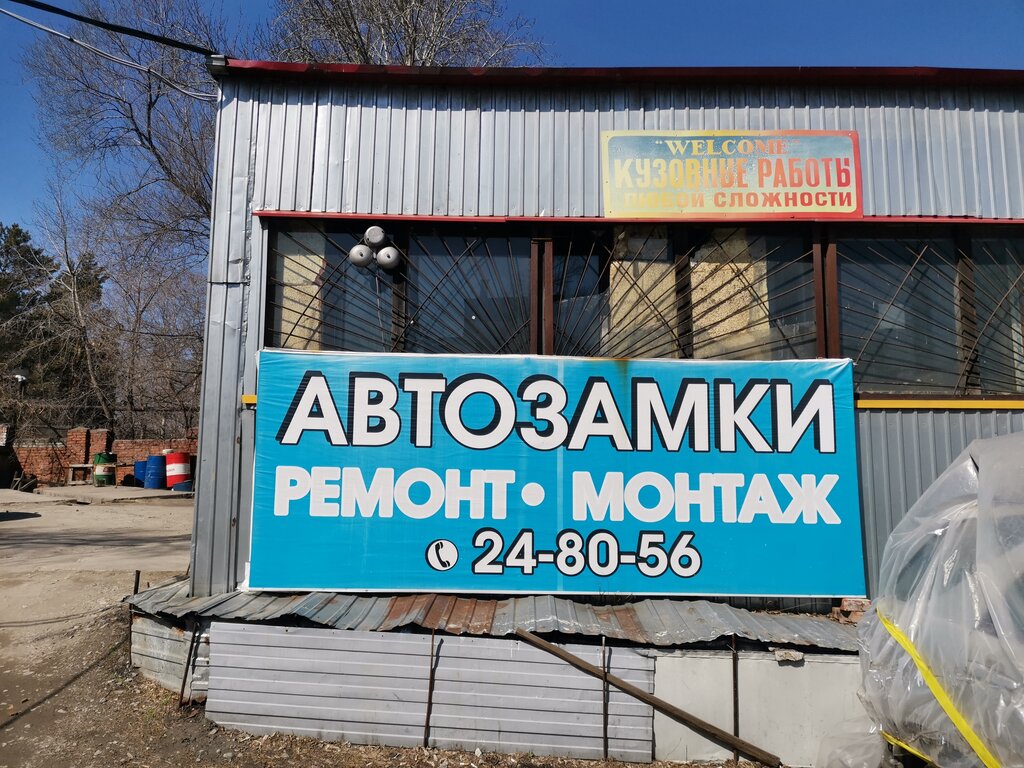 "WELCOME"
КУЗОВНЫЕ РАБОТЫ
ЛЮБОЙ СЛОЖНОСТИ
АВТОЗАМКИ
РЕМОНТ • МОНТАЖ
24-80-56